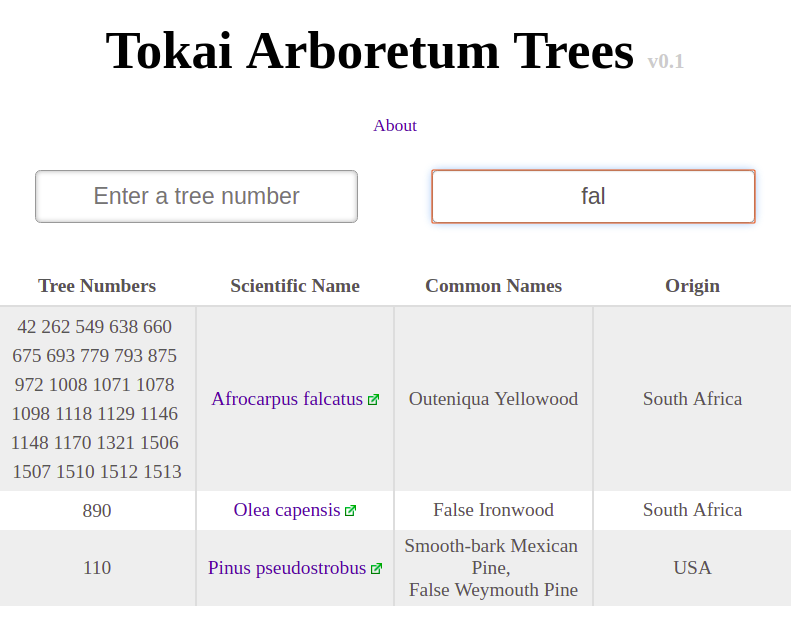 Tokai Arboretum Trees v0.1
About
Enter a tree number
fal
Tree Numbers Scientific Name Common Names Origin
42 262 549 638 660
675 693 779 793 875
972 1008 1071 1078
1098 1118 1129 1146
1148 1170 1321 1506
1507 1510 1512 1513
Afrocarpus falcatus
Outeniqua Yellowood
South Africa
890
Olea capensis
False Ironwood
South Africa
110
Pinus pseudostrobus
Smooth-bark Mexican
Pine,
False Weymouth Pine
USA